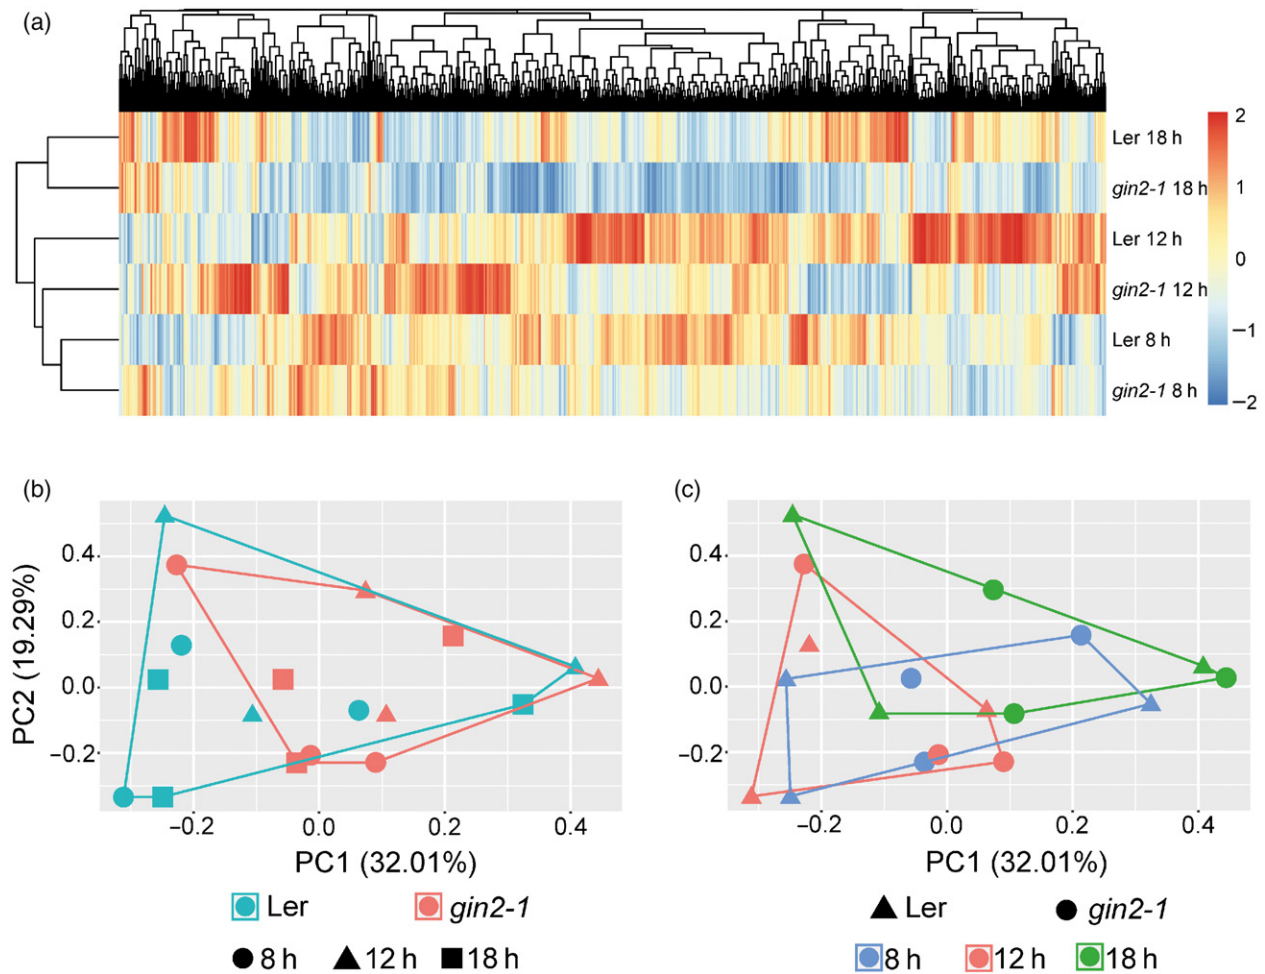 (a)
Ler 18 h
gin2-1 18 h
Ler 12 h
gin2-1 12 h
Ler 8 h
gin2-1 8 h
2
1
0
−1
−2
(b)
PC2 (19.29%)
0.4
0.2
0.0
−0.2
−0.2
0.0
0.2
0.4
PC1 (32.01%)
Ler
gin2-1
8 h
12 h
18 h
(c)
0.4
0.2
0.0
−0.2
−0.2
0.0
0.2
0.4
PC1 (32.01%)
Ler
gin2-1
8 h
12 h
18 h